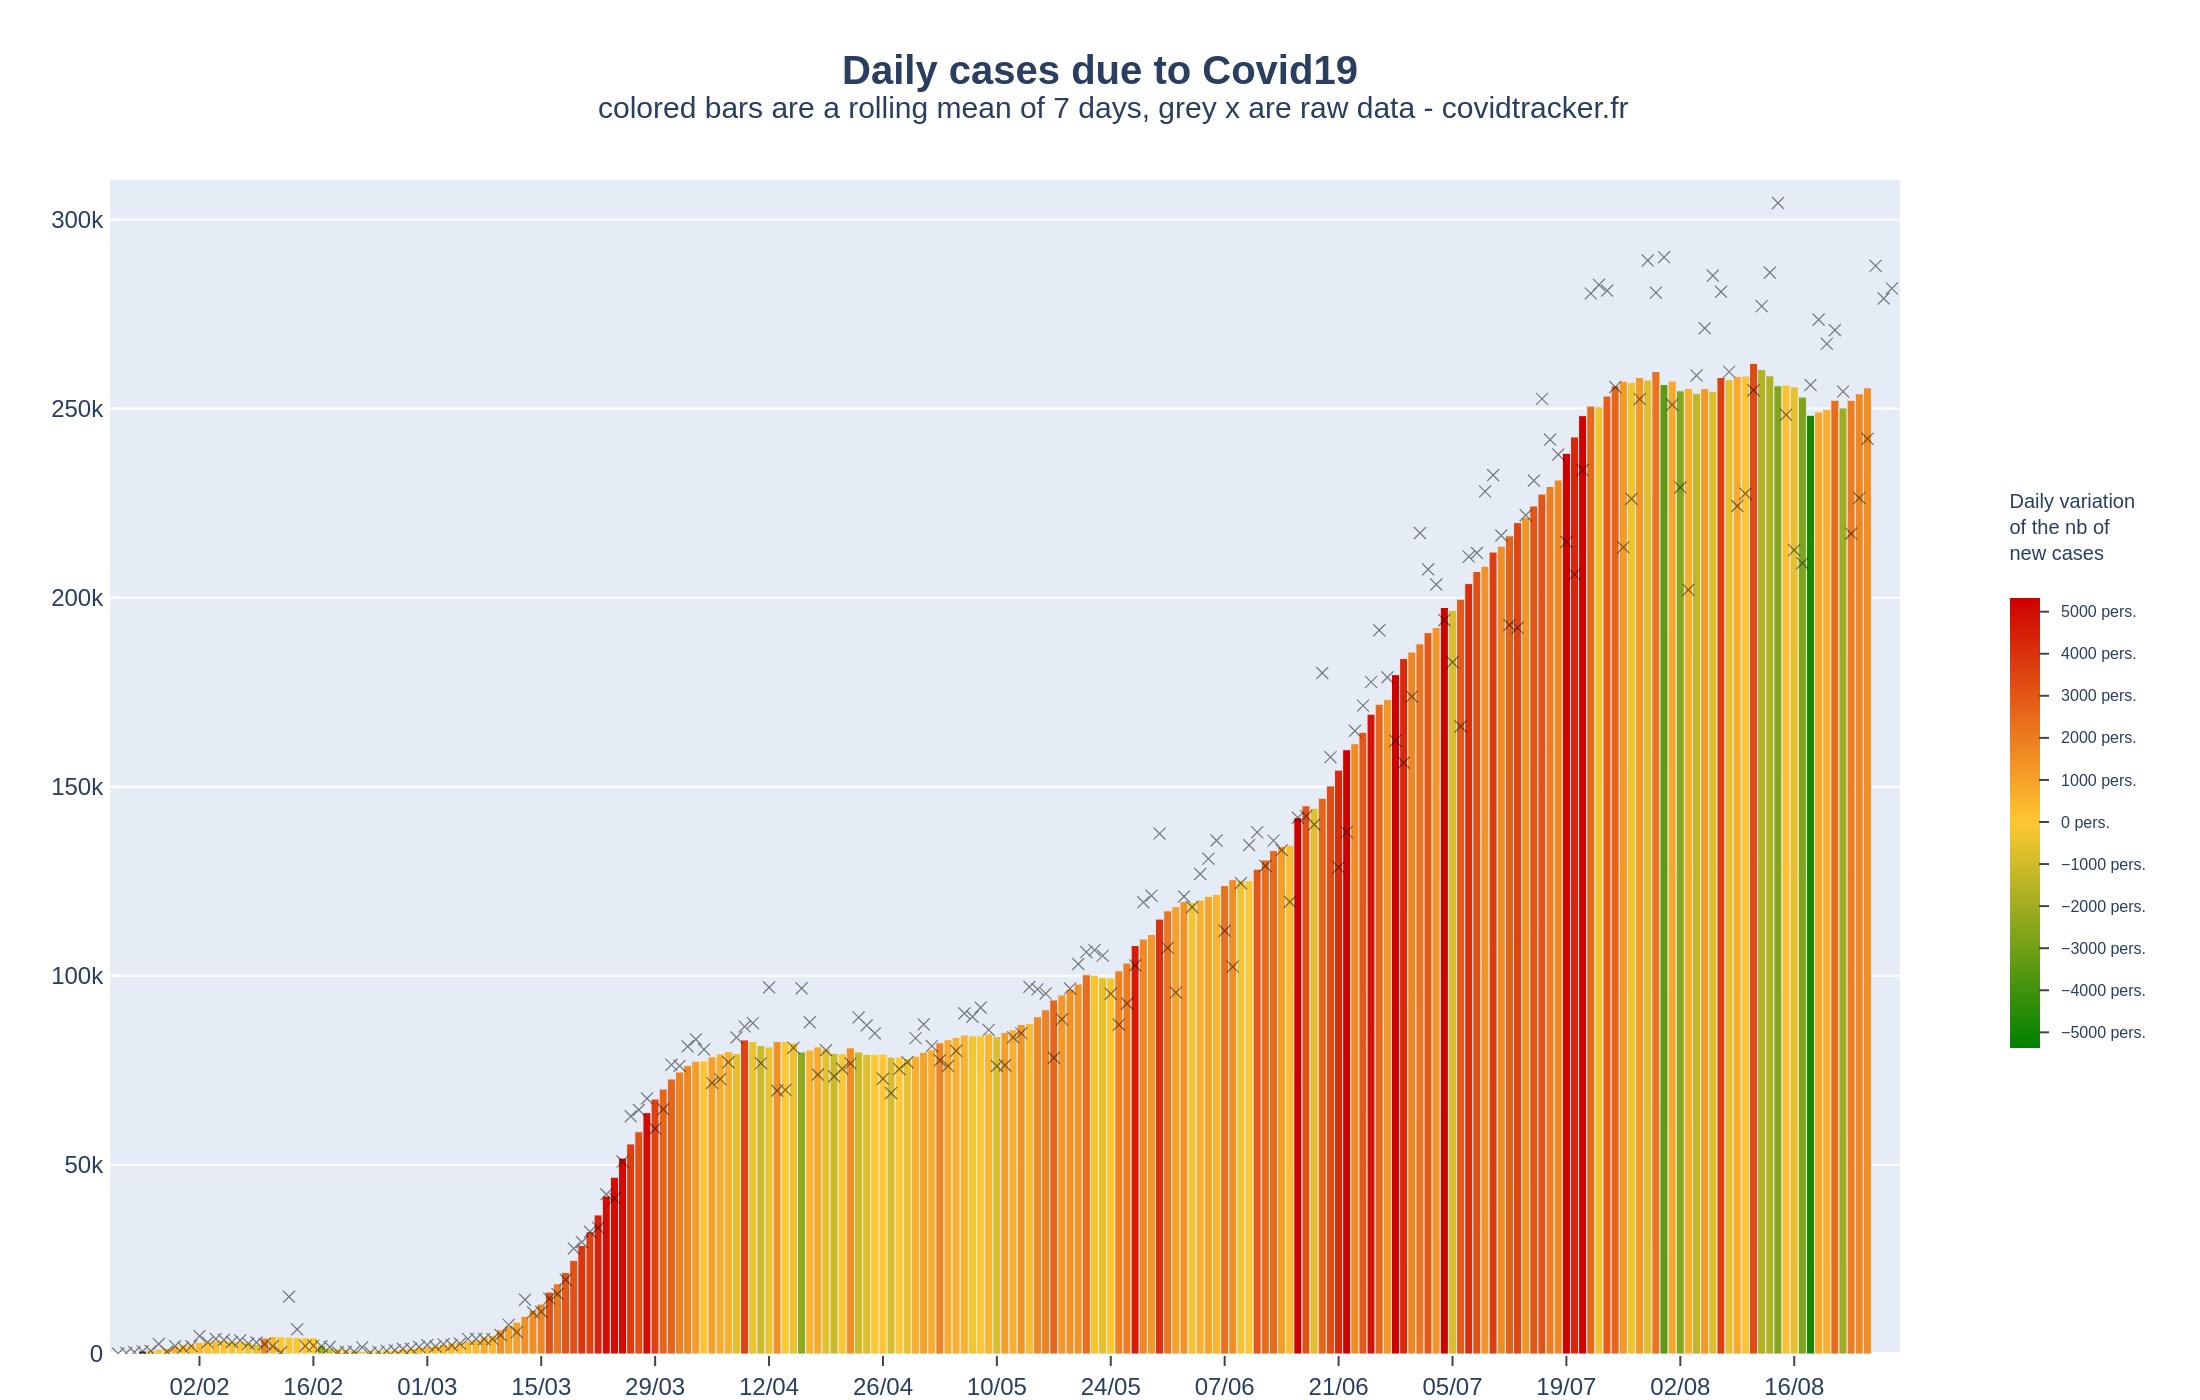 Daily cases due to Covid19
colored bars are a rolling mean of 7 days, grey x are raw data - covidtracker.fr
300k
250k
200k
150k
100k
50k
0
02/02 16/02 01/03 15/03 29/03 12/04 26/04 10/05 24/05 07/06 21/06 05/07 19/07 02/08 16/08
Daily variation
of the nb of
new cases
5000 pers.
4000 pers.
3000 pers.
2000 pers.
1000 pers.
0 pers.
−1000 pers.
−2000 pers.
−3000 pers.
−4000 pers.
−5000 pers.